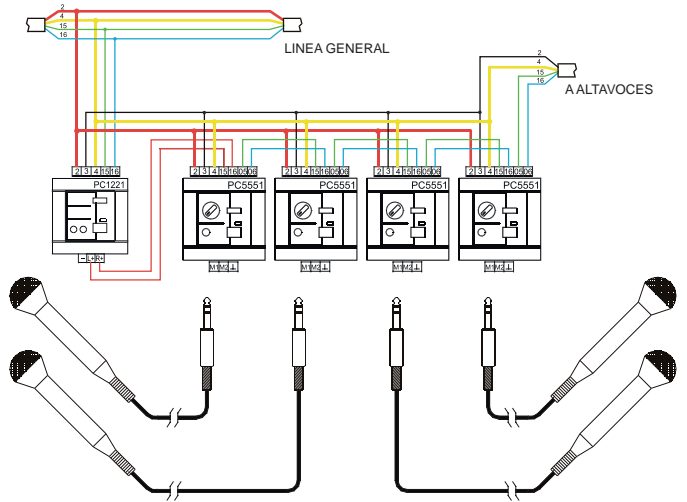 2
4
15
16
LINEA GENERAL
2
4
15
16
A ALTAVOCES
2 3 4 15 16
PC1221
– L+ R+
2 3 4 15 16 05 06
PC5551
M1 M2 ⊥
2 3 4 15 16 05 06
PC5551
M1 M2 ⊥
2 3 4 15 16 05 06
PC5551
M1 M2 ⊥
2 3 4 15 16 05 06
PC5551
M1 M2 ⊥